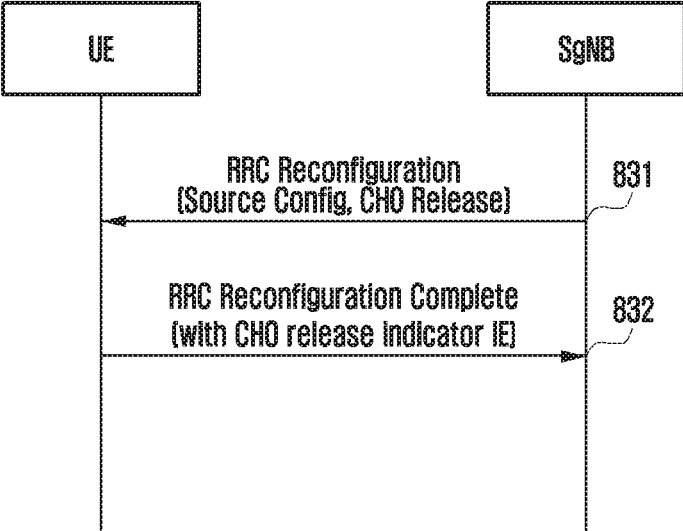 UE
SgNB
RRC Reconfiguration
(Source Config, CHO Release)
831
RRC Reconfiguration Complete
(with CHO release indicator IE)
832